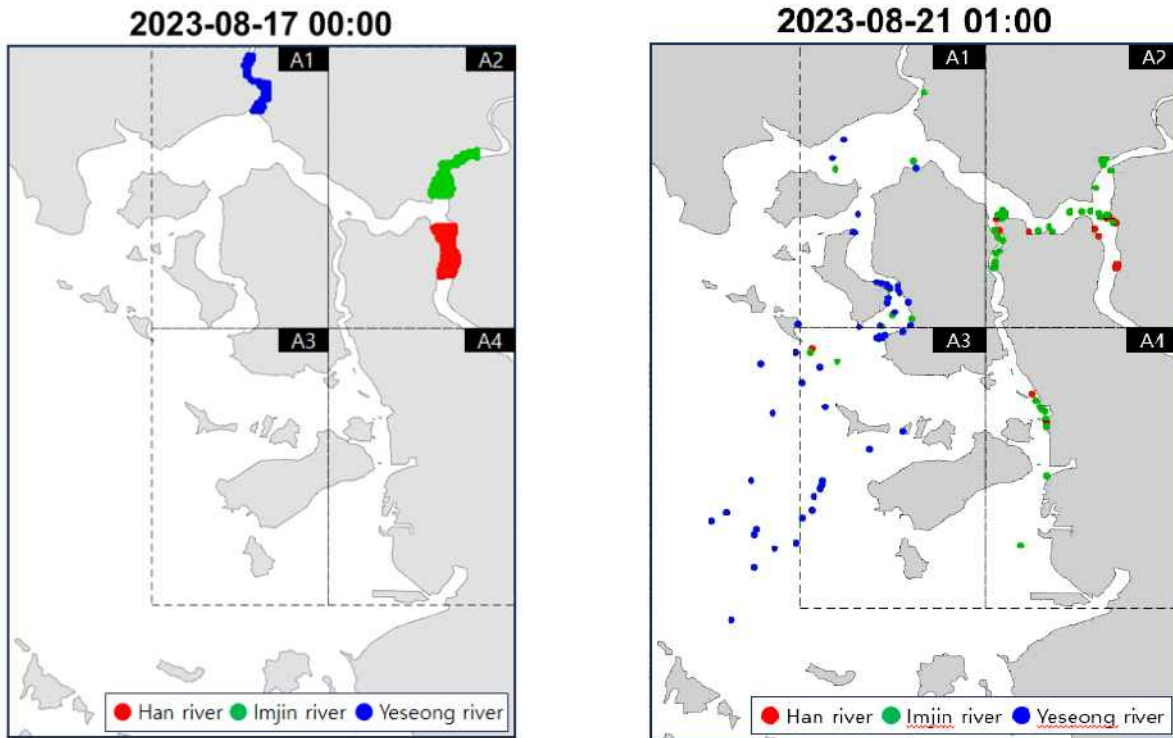 2023-08-17 00:00
A1
A2
A3
A4
Han river
Imjin river
Yeseong river
2023-08-21 01:00
A1
A2
A3
A4
Han river
Imjin river
Yeseong river